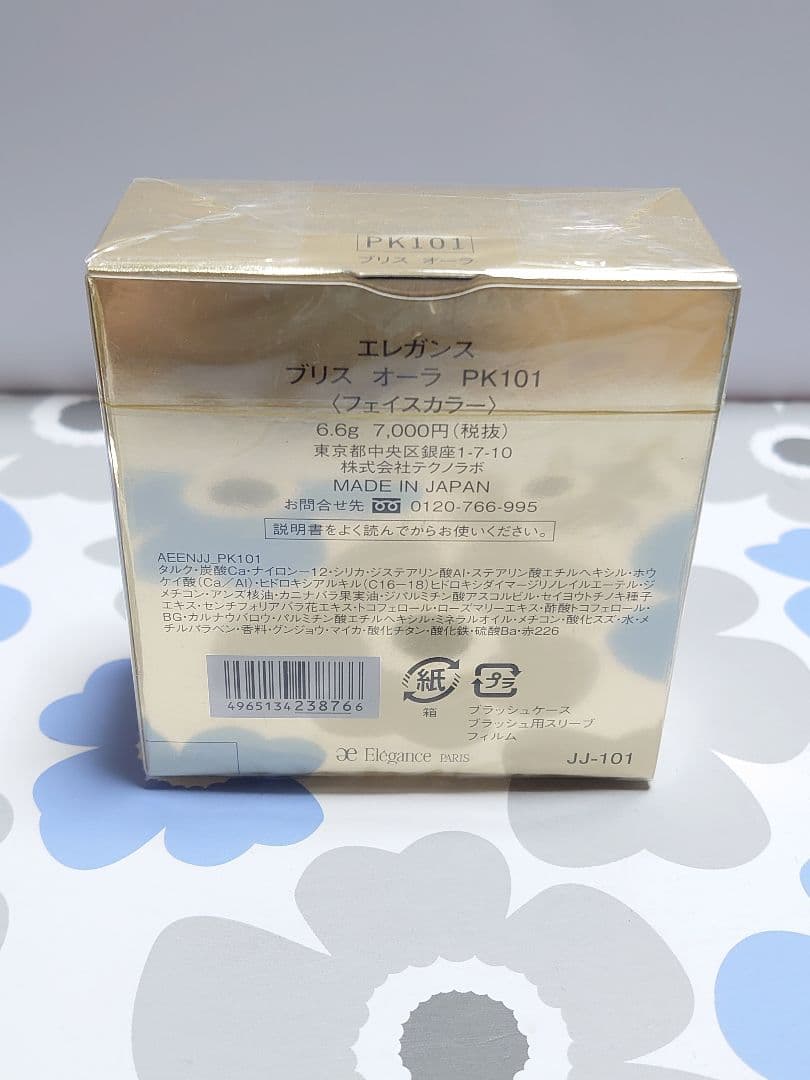 PK101
ブリス オーラ
エレガンス
ブリス オーラ PK101
〈フェイスカラー〉
6.6g 7,000円(税抜)
東京都中央区銀座1-7-10
株式会社テクノラボ
MADE IN JAPAN
お問合せ先 0120-766-995
説明書をよく読んでからお使いください。
AEENJJ_PK101
タルク・炭酸Ca・ナイロン－12・シリカ・ジステアリン酸Al・ステアリン酸エチルヘキシル・ホウ
ケイ酸(Ca／Al)・ヒドロキシアルキル(C16－18)ヒドロキシダイマージリノレイルエーテル・ジ
メチコン・アンズ核油・カニナバラ果実油・ジパルミチン酸アスコルビル・セイヨウトチノキ種子
エキス・センチフォリアバラ花エキス・トコフェロール・ローズマリーエキス・酢酸トコフェロール・
BG・カルナウバロウ・パルミチン酸エチルヘキシル・ミネラルオイル・メチコン・酸化スズ・水・メ
チルパラベン・香料・グンジョウ・マイカ・酸化チタン・酸化鉄・硫酸Ba・赤226
4965134238766
紙
箱
プラ
ブラッシュケース
ブラッシュ用スリーブ
フィルム
æ Elégance PARIS
JJ-101